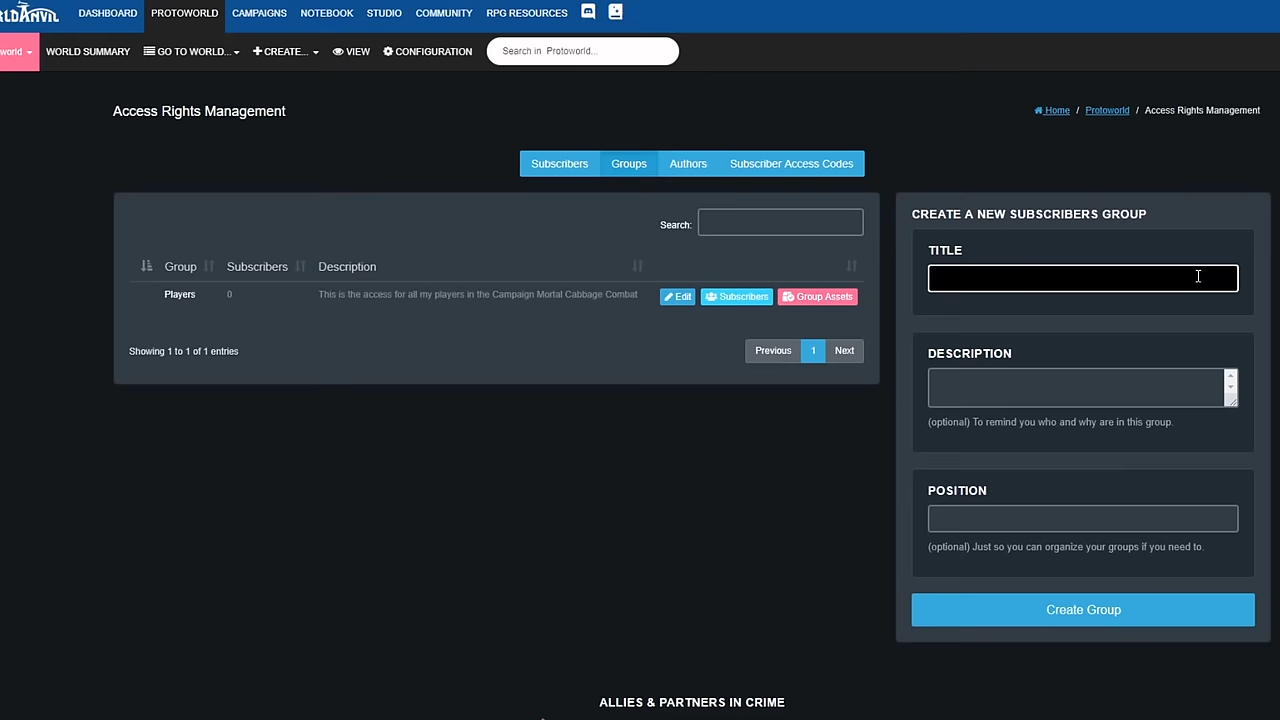 DASHBOARD PROTOWORLD CAMPAIGNS NOTEBOOK STUDIO COMMUNITY RPG RESOURCES
WORLD SUMMARY GO TO WORLD... CREATE... VIEW CONFIGURATION Search in Protoworld...
Access Rights Management
Home / Protoworld / Access Rights Management
Subscribers Groups Authors Subscriber Access Codes
Search:
Group Subscribers Description
Players 0 This is the access for all my players in the Campaign Mortal Cabbage Combat Edit Subscribers Group Assets
Showing 1 to 1 of 1 entries
Previous 1 Next
CREATE A NEW SUBSCRIBERS GROUP
TITLE
DESCRIPTION
(optional) To remind you who and why are in this group.
POSITION
(optional) Just so you can organize your groups if you need to.
Create Group
ALLIES & PARTNERS IN CRIME